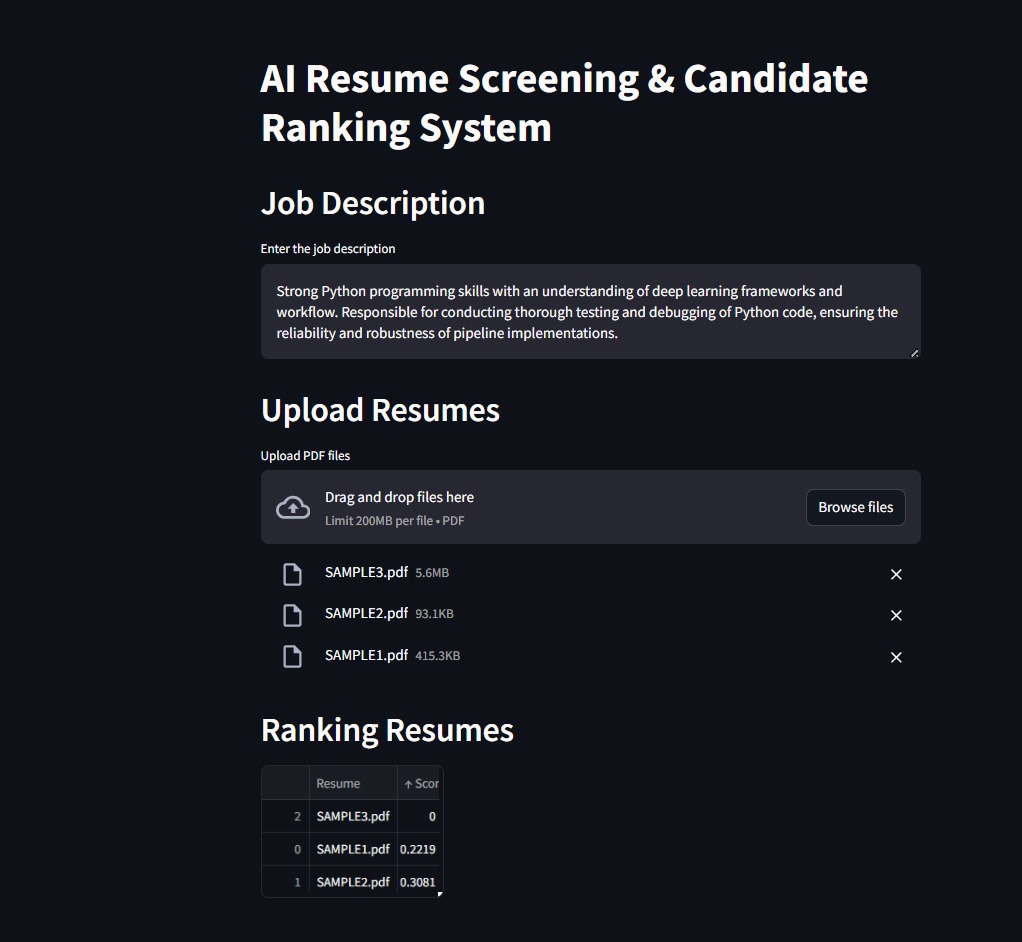 AI Resume Screening & Candidate
Ranking System
Job Description
Enter the job description
Strong Python programming skills with an understanding of deep learning frameworks and
workflow. Responsible for conducting thorough testing and debugging of Python code, ensuring the
reliability and robustness of pipeline implementations.
Upload Resumes
Upload PDF files
Drag and drop files here
Limit 200MB per file • PDF
Browse files
SAMPLE3.pdf 5.6MB
SAMPLE2.pdf 93.1KB
SAMPLE1.pdf 415.3KB
Ranking Resumes
Resume ↑ Scor
2 SAMPLE3.pdf 0
0 SAMPLE1.pdf 0.2219
1 SAMPLE2.pdf 0.3081